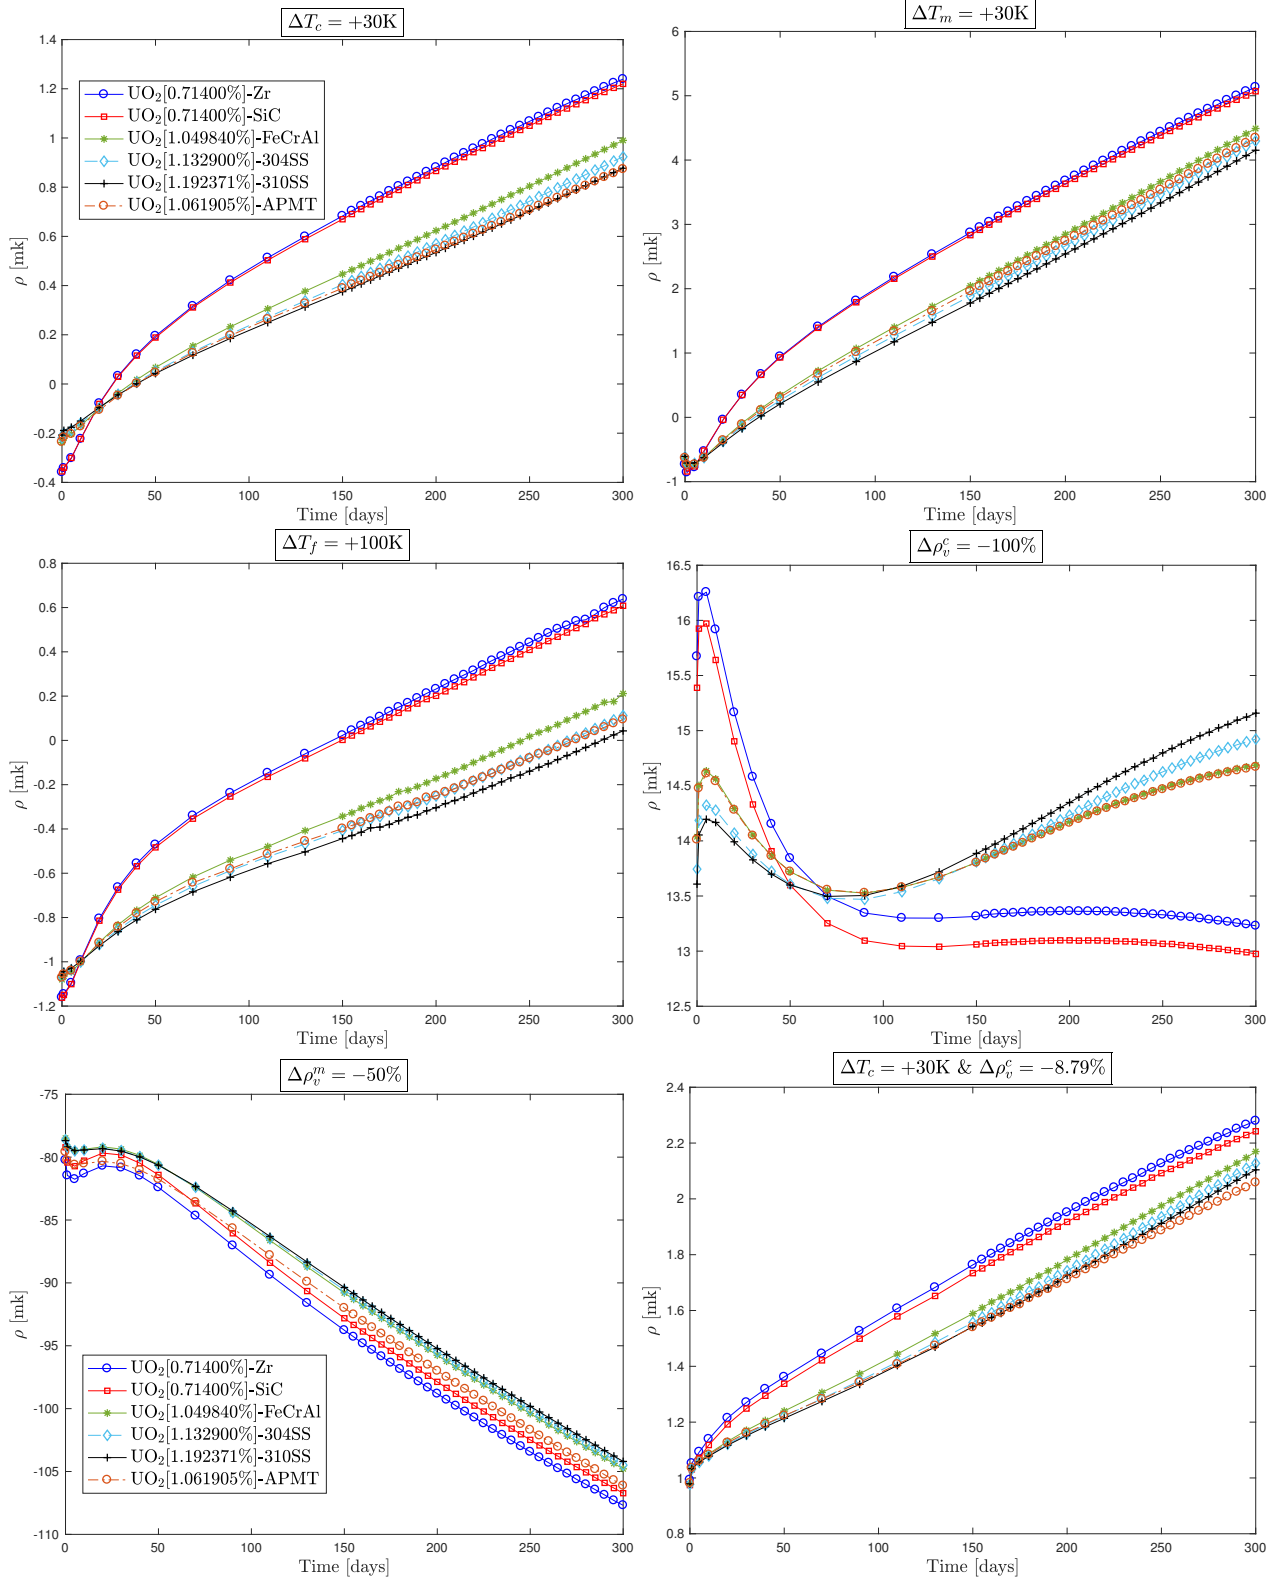 ΔT_c = +30K
1.4
1.2
1
0.8
0.6
0.4
0.2
0
-0.2
-0.4
ρ [mk]
UO₂[0.71400%]-Zr
UO₂[0.71400%]-SiC
UO₂[1.049840%]-FeCrAl
UO₂[1.132900%]-304SS
UO₂[1.192371%]-310SS
UO₂[1.061905%]-APMT
0 50 100 150 200 250 300
Time [days]
ΔT_m = +30K
6
5
4
3
2
1
0
-1
ρ [mk]
0 50 100 150 200 250 300
Time [days]
ΔT_f = +100K
0.8
0.6
0.4
0.2
0
-0.2
-0.4
-0.6
-0.8
-1
-1.2
ρ [mk]
0 50 100 150 200 250 300
Time [days]
Δρ_v^c = −100%
16.5
16
15.5
15
14.5
14
13.5
13
12.5
ρ [mk]
0 50 100 150 200 250 300
Time [days]
Δρ_v^m = −50%
-75
-80
-85
-90
-95
-100
-105
-110
ρ [mk]
UO₂[0.71400%]-Zr
UO₂[0.71400%]-SiC
UO₂[1.049840%]-FeCrAl
UO₂[1.132900%]-304SS
UO₂[1.192371%]-310SS
UO₂[1.061905%]-APMT
0 50 100 150 200 250 300
Time [days]
ΔT_c = +30K & Δρ_v^c = −8.79%
2.4
2.2
2
1.8
1.6
1.4
1.2
1
0.8
ρ [mk]
0 50 100 150 200 250 300
Time [days]